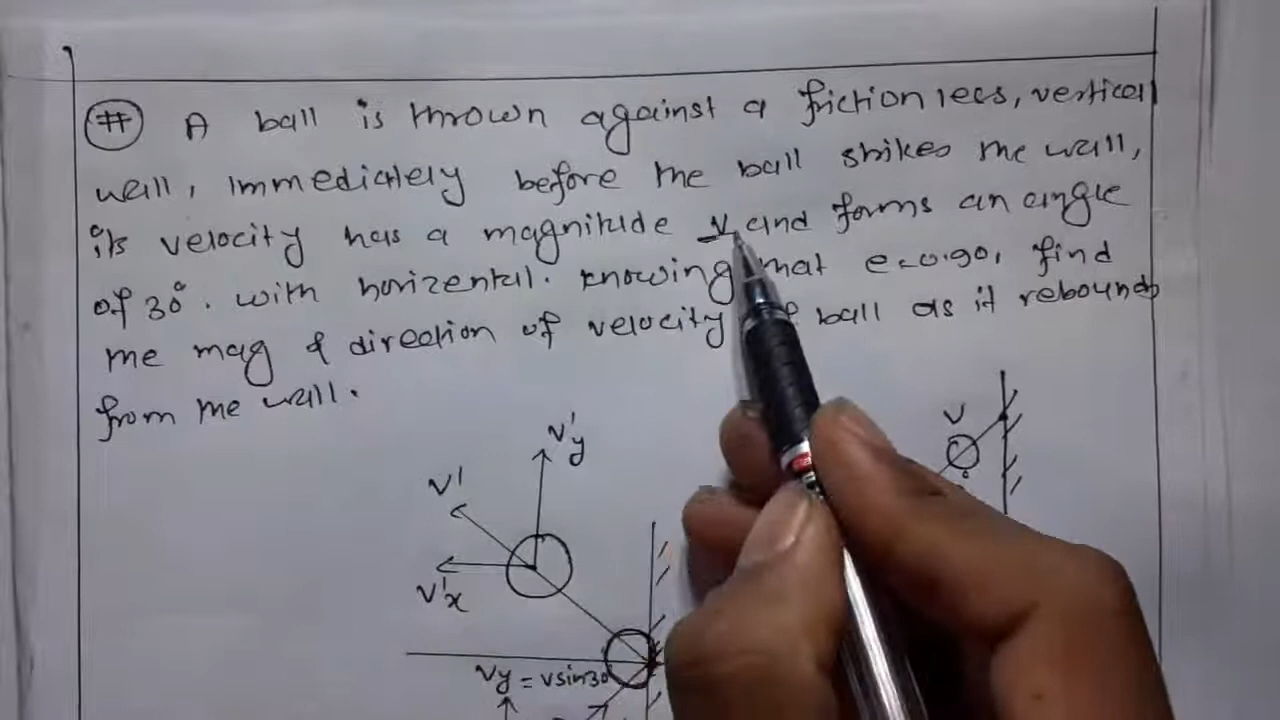 # A ball is thrown against a frictionless, vertical
wall, Immediately before the ball strikes the wall,
its velocity has a magnitude v and forms an angle
of 30° with horizental. Knowing that e=0.90, find
the mag & direction of velocity ball as it rebounds
from the wall.
V'y
V'
V
V'x
Vy = Vsin30